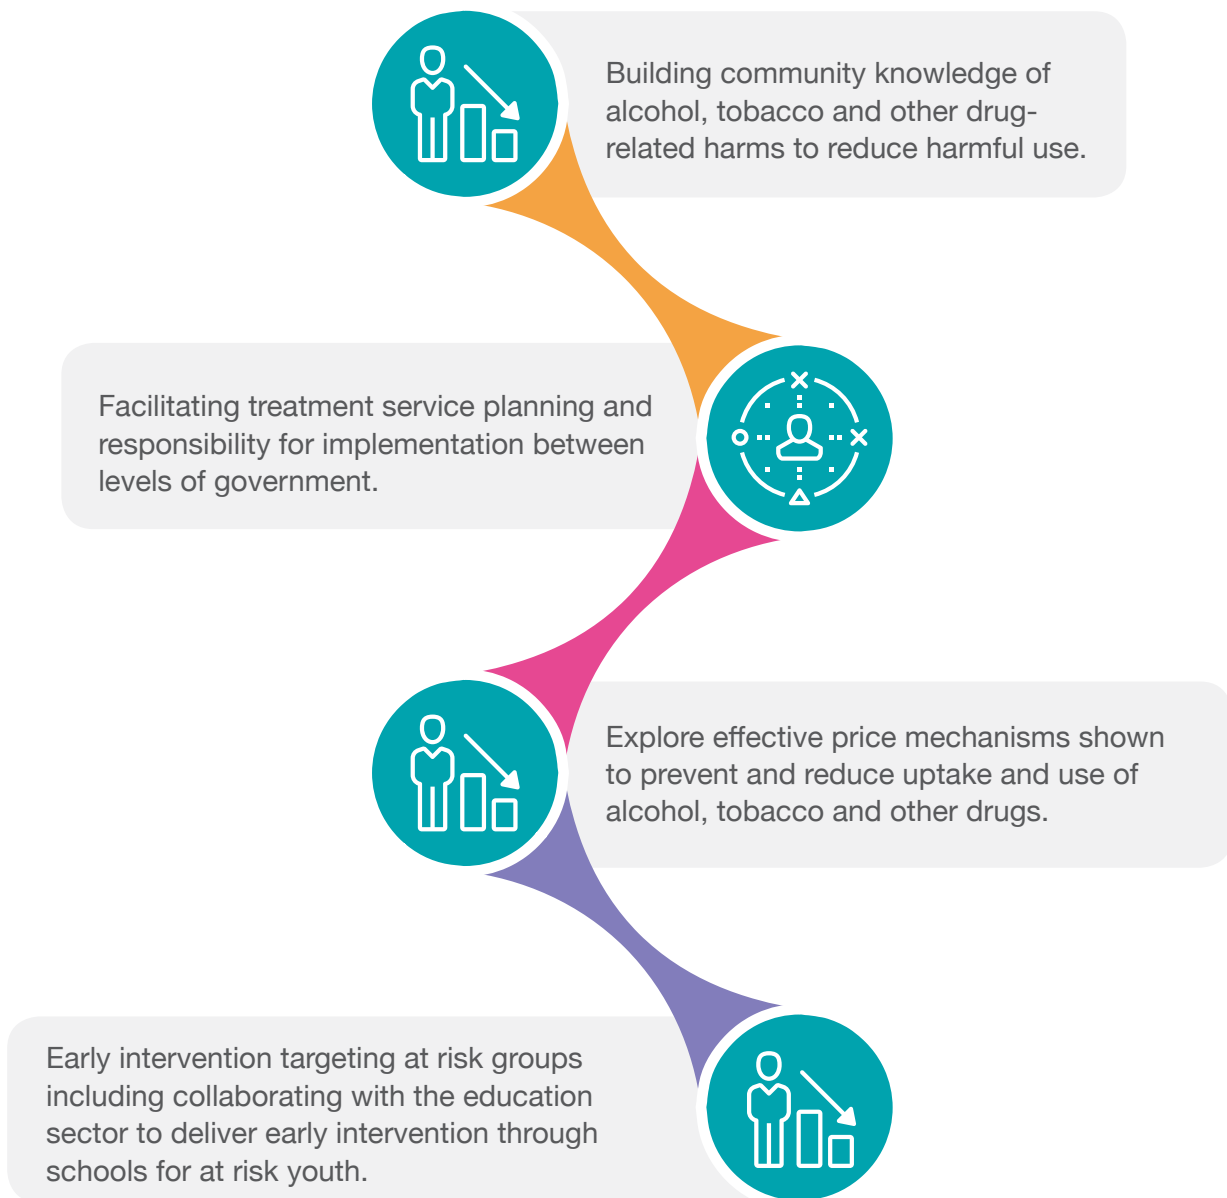 Building community knowledge of
alcohol, tobacco and other drug-
related harms to reduce harmful use.
Facilitating treatment service planning and
responsibility for implementation between
levels of government.
Explore effective price mechanisms shown
to prevent and reduce uptake and use of
alcohol, tobacco and other drugs.
Early intervention targeting at risk groups
including collaborating with the education
sector to deliver early intervention through
schools for at risk youth.